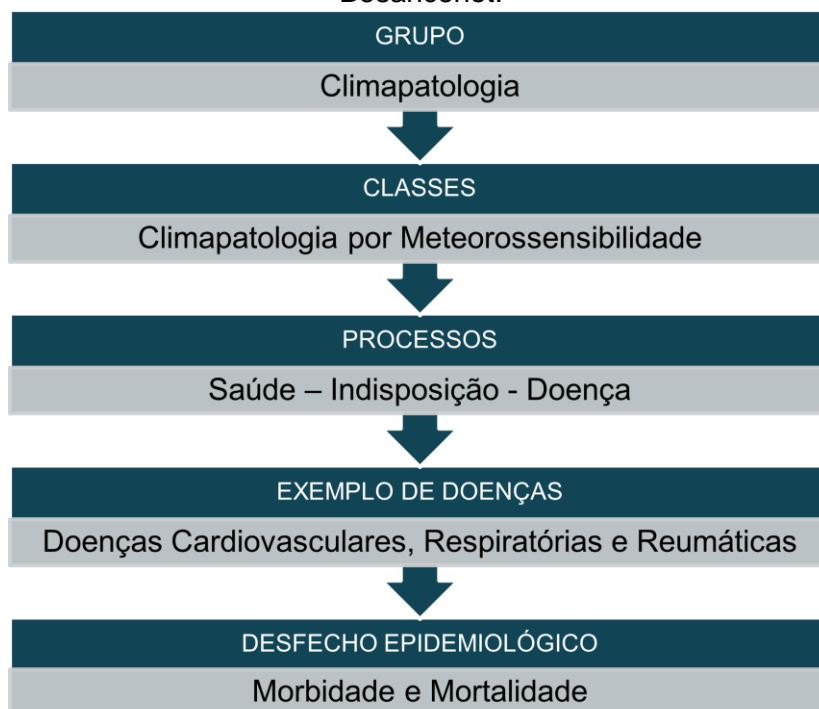 GRUPO
Climapatologia
CLASSES
Climapatologia por Meteorossensibilidade
PROCESSOS
Saúde – Indisposição - Doença
EXEMPLO DE DOENÇAS
Doenças Cardiovasculares, Respiratórias e Reumáticas
DESFECHO EPIDEMIOLÓGICO
Morbidade e Mortalidade